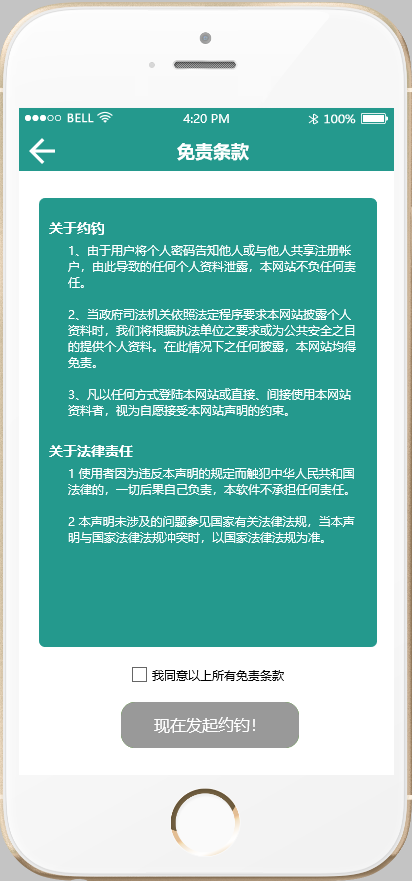 BELL 4:20 PM 100%
免责条款
关于约钓
1、由于用户将个人密码告知他人或与他人共享注册帐
户，由此导致的任何个人资料泄露，本网站不负任何责
任。
2、当政府司法机关依照法定程序要求本网站披露个人
资料时，我们将根据执法单位之要求或为公共安全之目
的提供个人资料。在此情况下之任何披露，本网站均得
免责。
3、凡以任何方式登陆本网站或直接、间接使用本网站
资料者，视为自愿接受本网站声明的约束。
关于法律责任
1 使用者因为违反本声明的规定而触犯中华人民共和国
法律的，一切后果自己负责，本软件不承担任何责任。
2 本声明未涉及的问题参见国家有关法律法规，当本声
明与国家法律法规冲突时，以国家法律法规为准。
我同意以上所有免责条款
现在发起约钓！